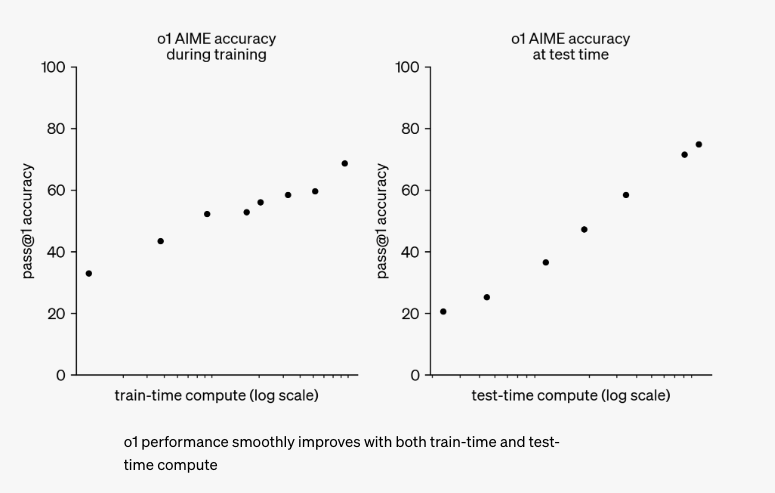 o1 AIME accuracy
during training
100
80
60
40
20
0
pass@1 accuracy
train-time compute (log scale)
o1 AIME accuracy
at test time
100
80
60
40
20
0
pass@1 accuracy
test-time compute (log scale)
o1 performance smoothly improves with both train-time and test-
time compute